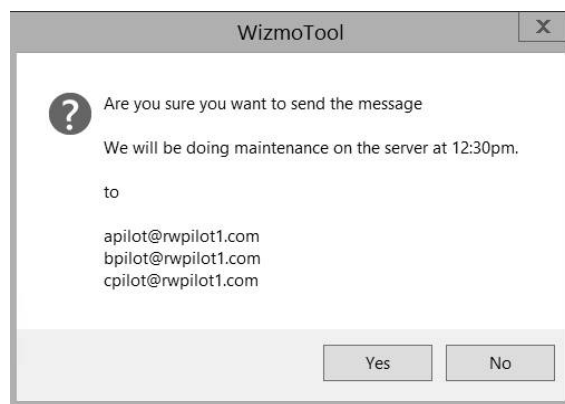 WizmoTool
X
?
Are you sure you want to send the message
We will be doing maintenance on the server at 12:30pm.
to
apilot@rwpilot1.com
bpilot@rwpilot1.com
cpilot@rwpilot1.com
Yes
No